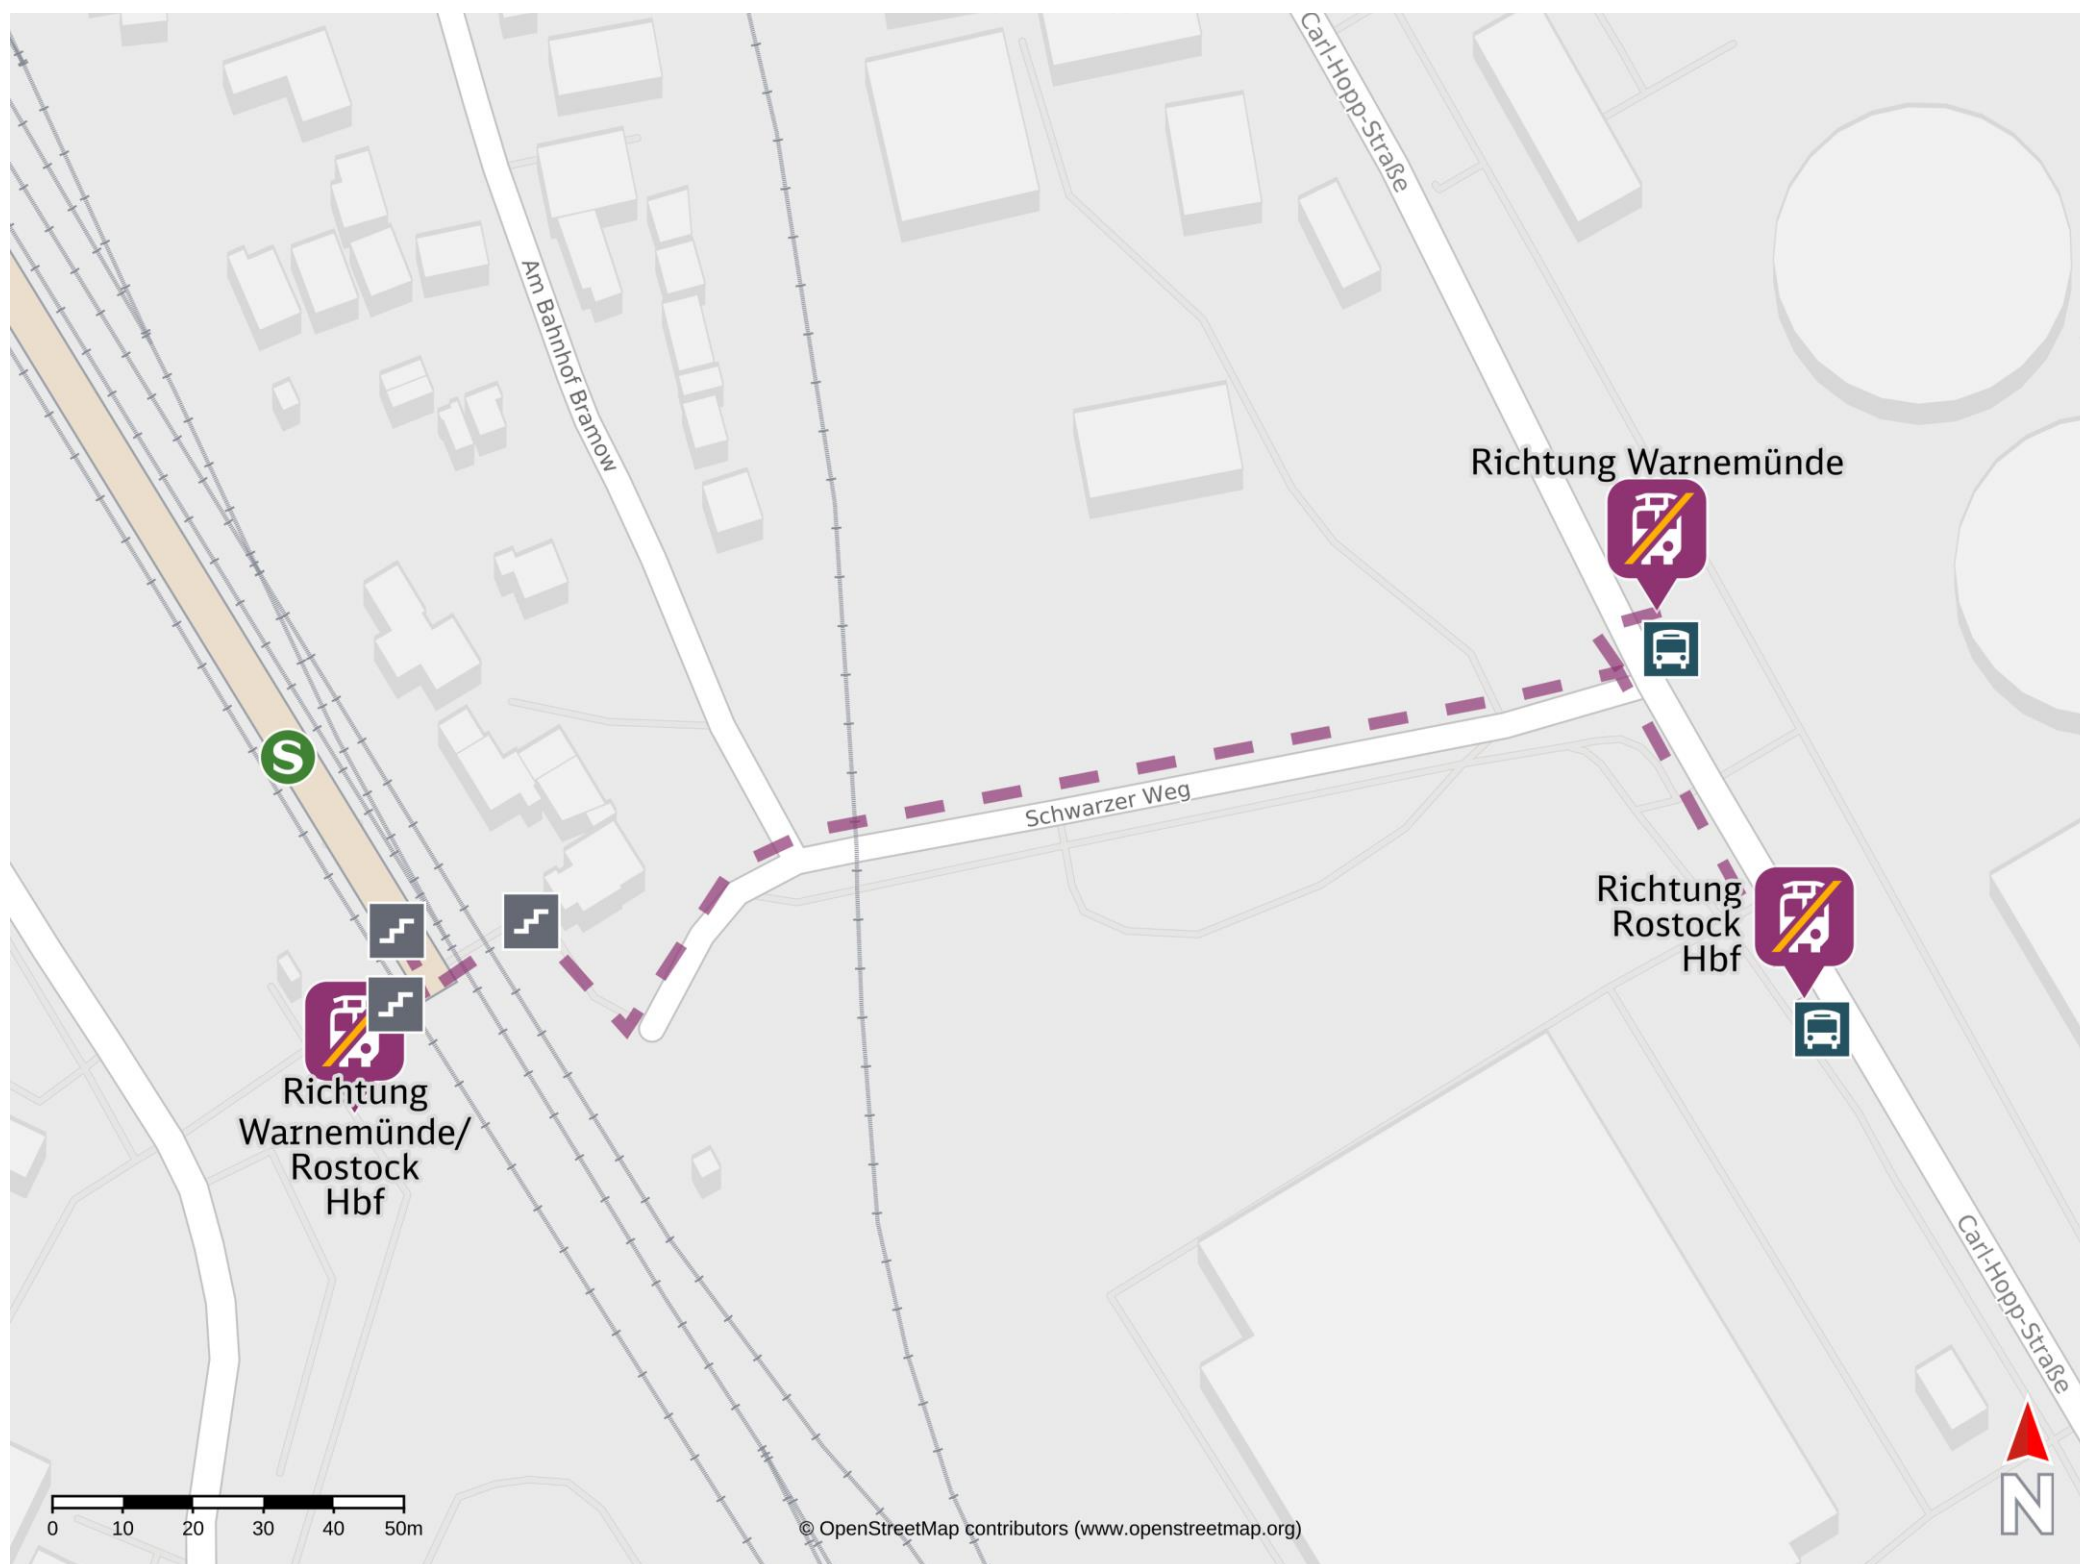 Carl-Hopp-Straße
Am Bahnhof Bramow
Richtung Warnemünde
S
Schwarzer Weg
Richtung
Rostock
Hbf
Richtung
Warnemünde/
Rostock
Hbf
Carl-Hopp-Straße
N
0 10 20 30 40 50m
© OpenStreetMap contributors (www.openstreetmap.org)